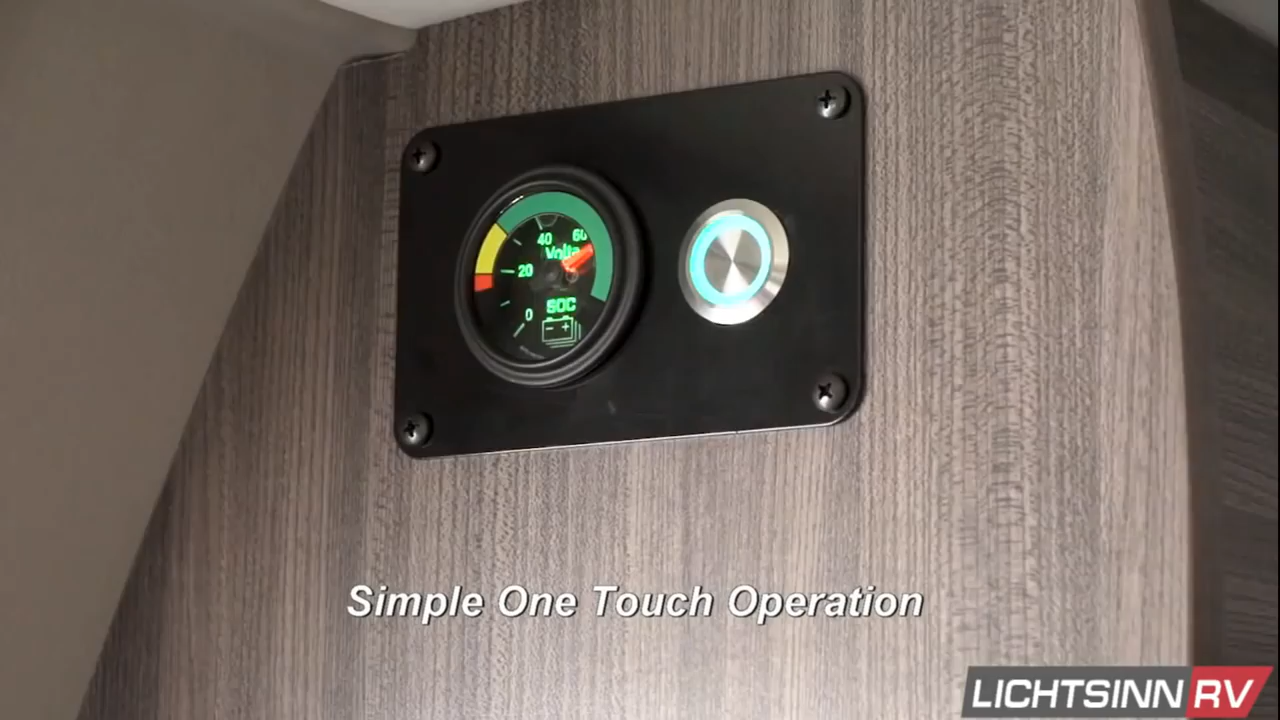 40 60
Volts
20
0 SOC
- +
Simple One Touch Operation
LICHTSINN RV